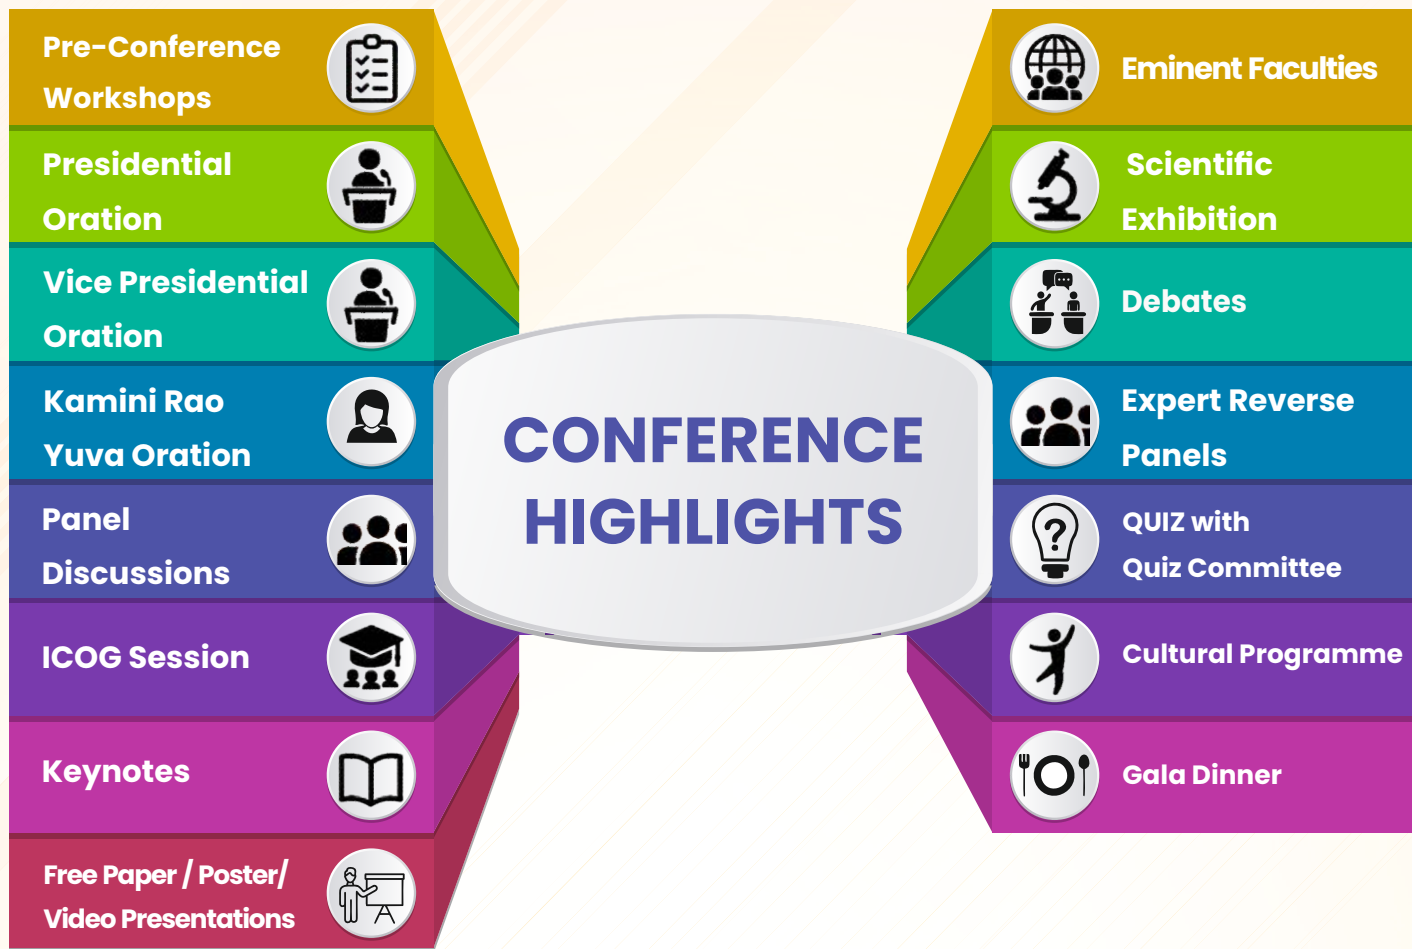 Pre-Conference
Workshops
Presidential
Oration
Vice Presidential
Oration
Kamini Rao
Yuva Oration
Panel
Discussions
ICOG Session
Keynotes
Free Paper / Poster/
Video Presentations
CONFERENCE
HIGHLIGHTS
Eminent Faculties
Scientific
Exhibition
Debates
Expert Reverse
Panels
QUIZ with
Quiz Committee
Cultural Programme
Gala Dinner